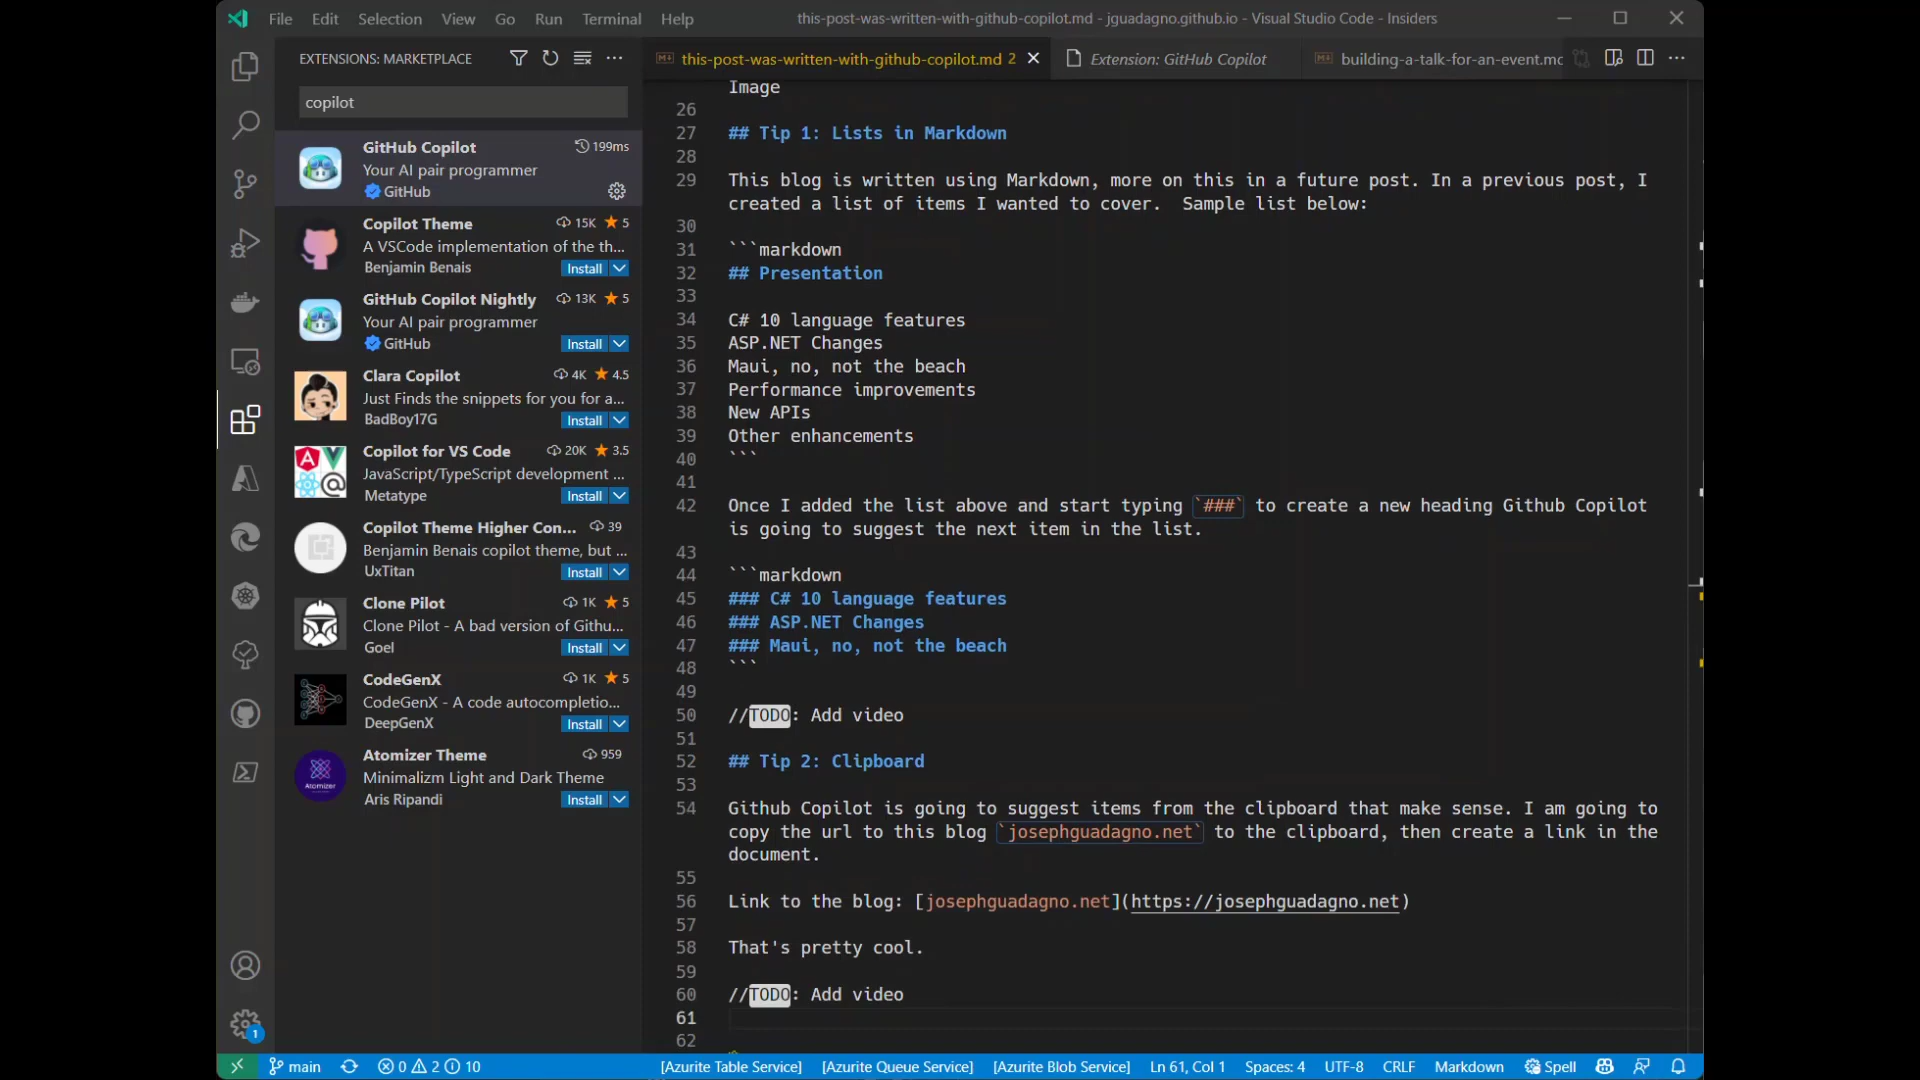 File Edit Selection View Go Run Terminal Help this-post-was-written-with-github-copilot.md - jguadagno.github.io - Visual Studio Code - Insiders
EXTENSIONS: MARKETPLACE
this-post-was-written-with-github-copilot.md 2
Extension: GitHub Copilot
building-a-talk-for-an-event.mc
copilot
GitHub Copilot 199ms
Your AI pair programmer
GitHub
Copilot Theme 15K 5
A VSCode implementation of the th...
Benjamin Benais Install
GitHub Copilot Nightly 13K 5
Your AI pair programmer
GitHub Install
Clara Copilot 4K 4.5
Just Finds the snippets for you for a...
BadBoy17G Install
Copilot for VS Code 20K 3.5
JavaScript/TypeScript development ...
Metatype Install
Copilot Theme Higher Con... 39
Benjamin Benais copilot theme, but ...
UxTitan Install
Clone Pilot 1K 5
Clone Pilot - A bad version of Githu...
Goel Install
CodeGenX 1K 5
CodeGenX - A code autocompletio...
DeepGenX Install
Atomizer
Atomizer Theme 959
Minimalizm Light and Dark Theme
Aris Ripandi Install
Image
26
27 ## Tip 1: Lists in Markdown
28
29 This blog is written using Markdown, more on this in a future post. In a previous post, I
created a list of items I wanted to cover.  Sample list below:
30
31 ```markdown
32 ## Presentation
33
34 C# 10 language features
35 ASP.NET Changes
36 Maui, no, not the beach
37 Performance improvements
38 New APIs
39 Other enhancements
40 ```
41
42 Once I added the list above and start typing `###` to create a new heading Github Copilot
is going to suggest the next item in the list.
43
44 ```markdown
45 ### C# 10 language features
46 ### ASP.NET Changes
47 ### Maui, no, not the beach
48 ```
49
50 //TODO: Add video
51
52 ## Tip 2: Clipboard
53
54 Github Copilot is going to suggest items from the clipboard that make sense. I am going to
copy the url to this blog `josephguadagno.net` to the clipboard, then create a link in the
document.
55
56 Link to the blog: [josephguadagno.net](https://josephguadagno.net)
57
58 That's pretty cool.
59
60 //TODO: Add video
61
62
1
main 0 2 10 [Azurite Table Service] [Azurite Queue Service] [Azurite Blob Service] Ln 61, Col 1 Spaces: 4 UTF-8 CRLF Markdown Spell